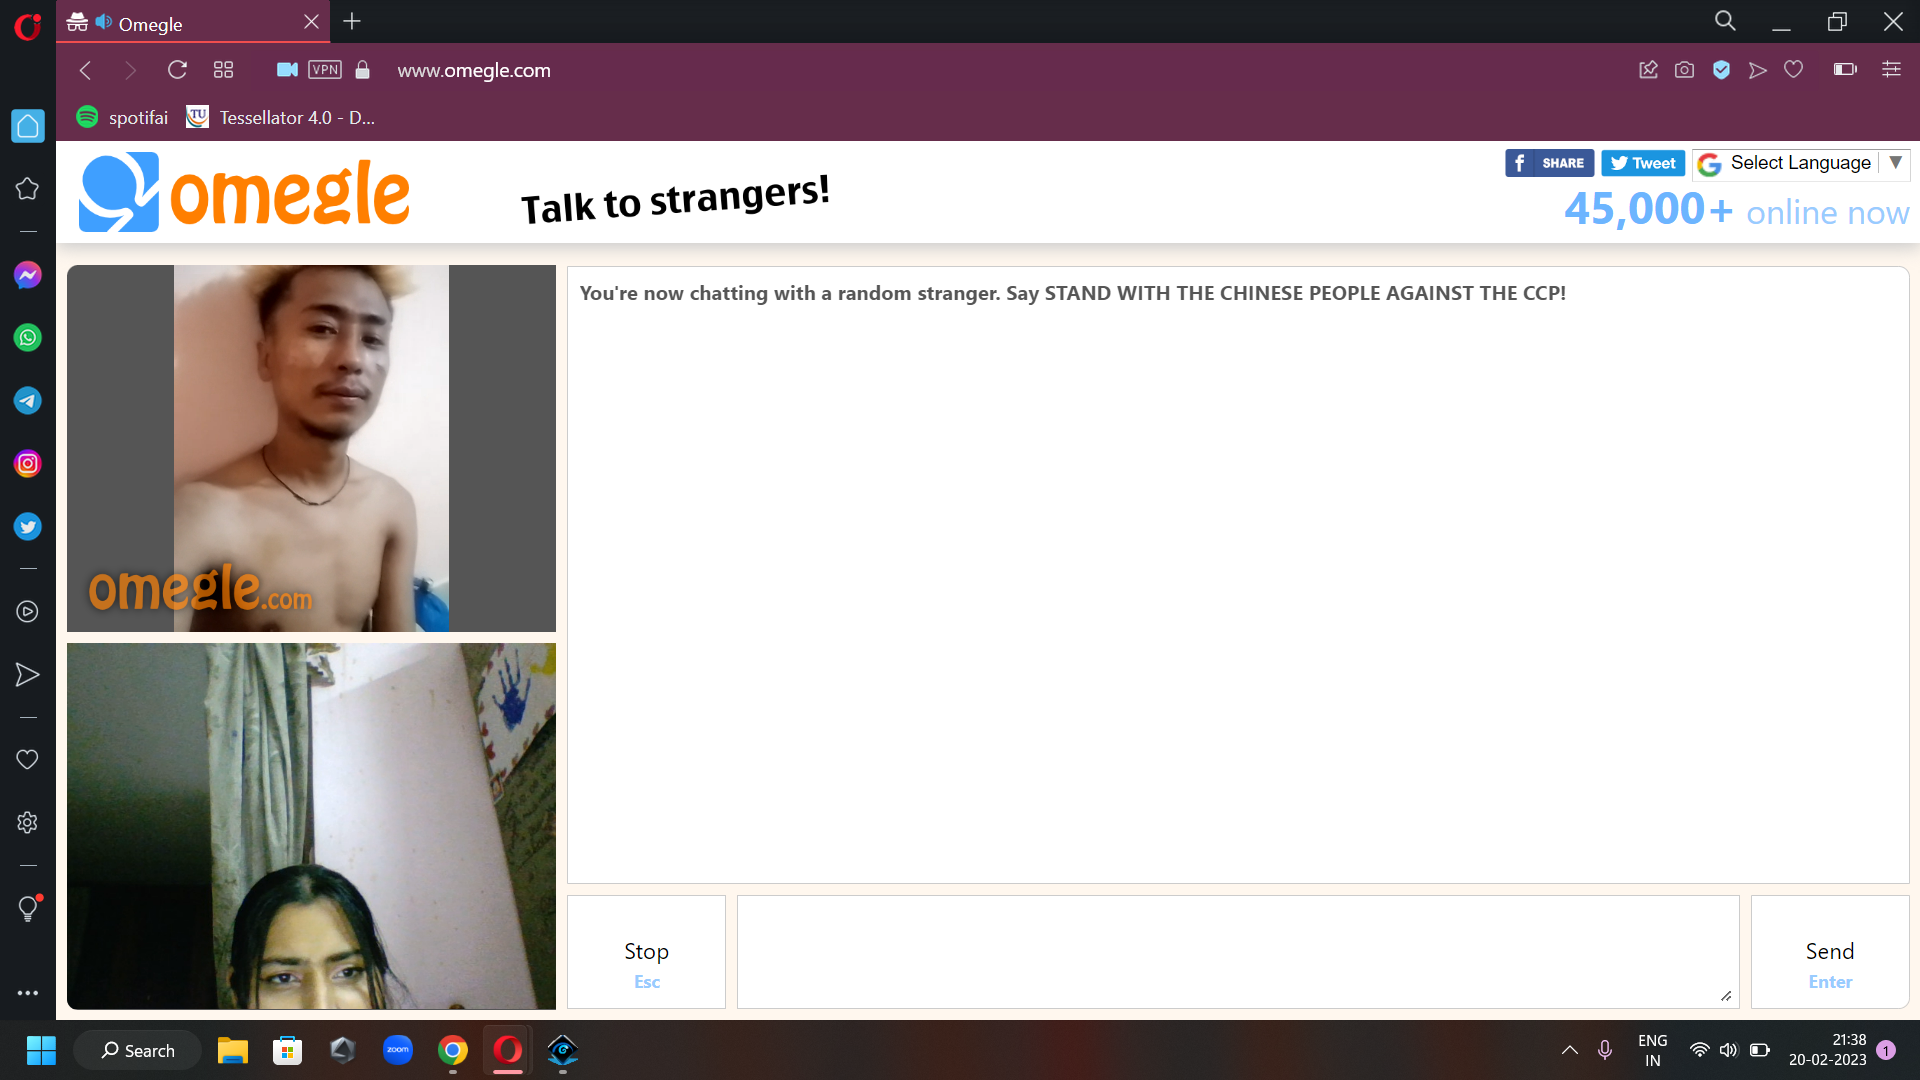 Omegle
VPN
www.omegle.com
spotifai
TU
Tessellator 4.0 - D...
omegle
Talk to strangers!
SHARE
Tweet
Select Language
45,000+ online now
You're now chatting with a random stranger. Say STAND WITH THE CHINESE PEOPLE AGAINST THE CCP!
omegle.com
Stop
Esc
Send
Enter
Search
zoom
ENG
IN
21:38
20-02-2023
1